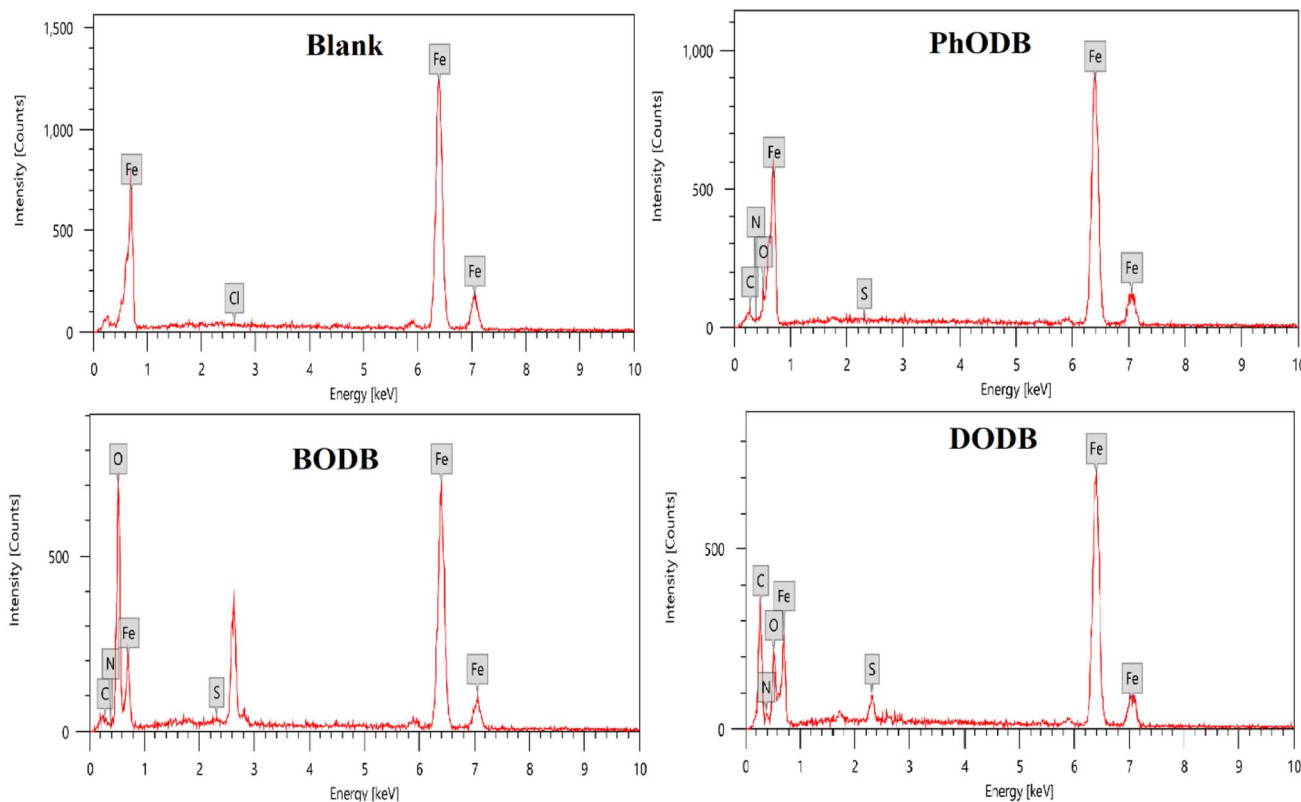 Blank
Intensity [Counts]
1,500
1,000
500
0
Fe
Cl
Fe
Fe
0 1 2 3 4 5 6 7 8 9 10
Energy [keV]
PhODB
Intensity [Counts]
1,000
500
0
C
N
O
Fe
S
Fe
Fe
0 1 2 3 4 5 6 7 8 9 10
Energy [keV]
BODB
Intensity [Counts]
500
0
C
N
O
Fe
S
Fe
Fe
0 1 2 3 4 5 6 7 8 9 10
Energy [keV]
DODB
Intensity [Counts]
500
0
C
N
O
Fe
S
Fe
Fe
0 1 2 3 4 5 6 7 8 9 10
Energy [keV]